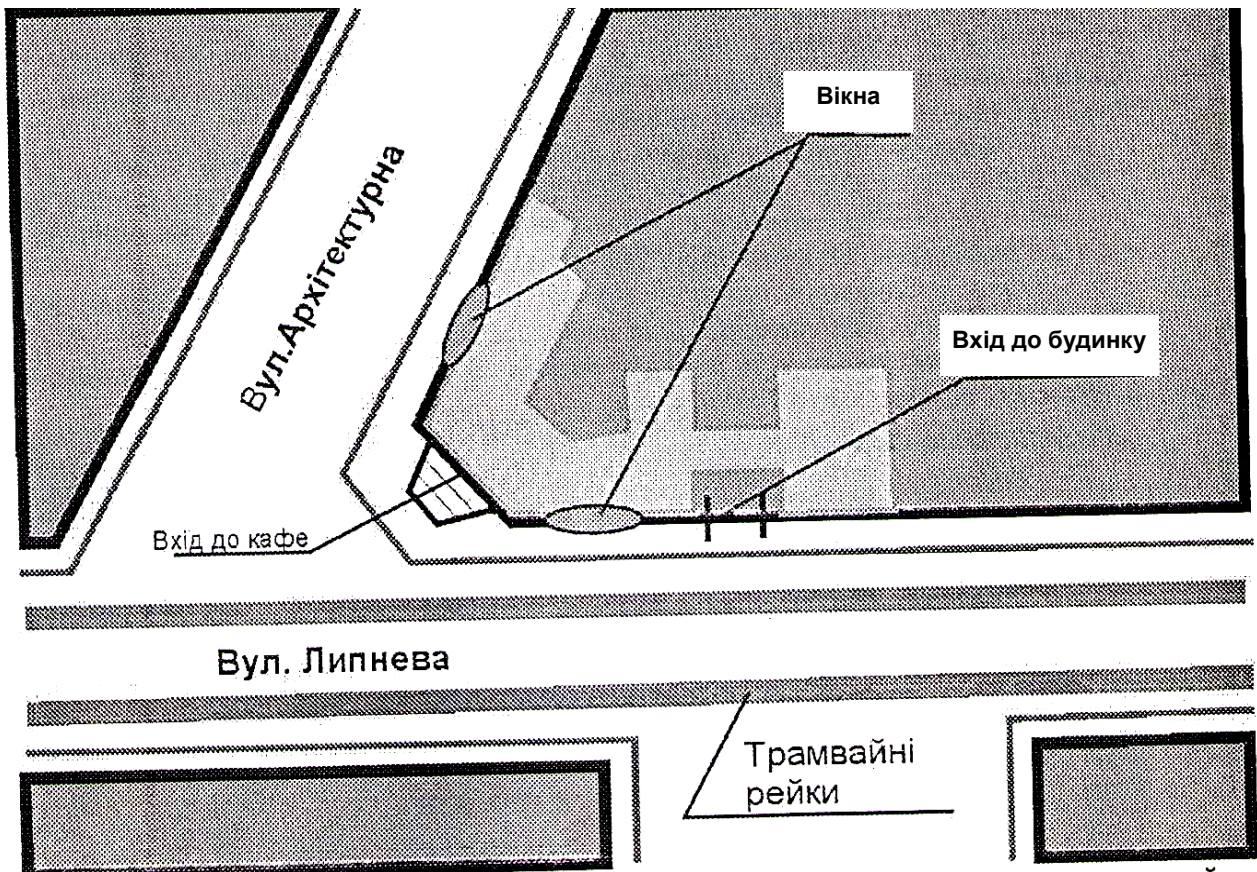 Вікна
Вул.Архітектурна
Вхід до будинку
Вхід до кафе
Вул. Липнева
Трамвайні
рейки